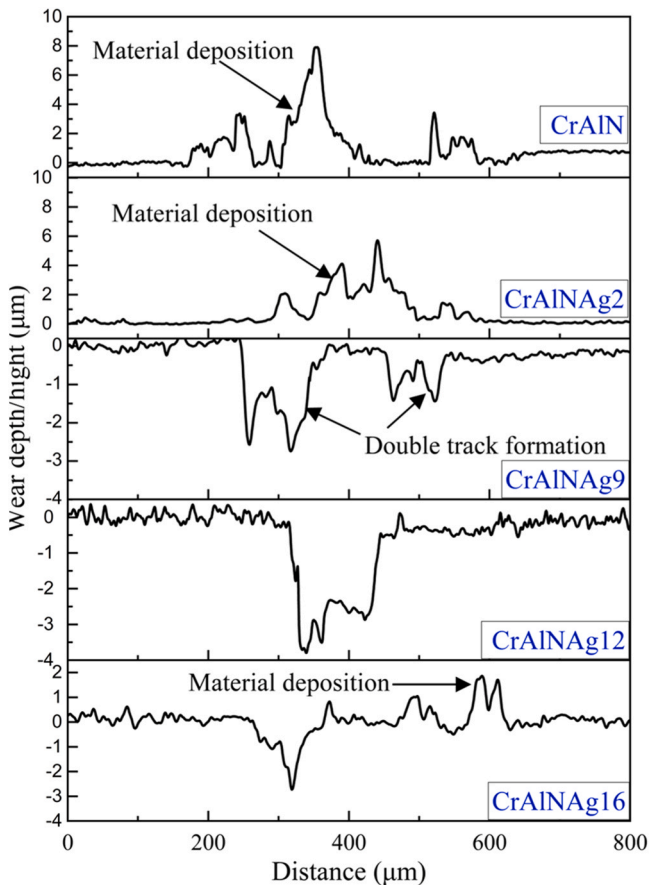 10
8
6
4
2
0
Material deposition
CrAlN
10
8
6
4
2
0
Material deposition
CrAlNAg2
0
-1
-2
-3
-4
Double track formation
CrAlNAg9
0
-1
-2
-3
-4
CrAlNAg12
2
1
0
-1
-2
-3
-4
Material deposition
CrAlNAg16
0 200 400 600 800
Distance (μm)
Wear depth/hight (μm)